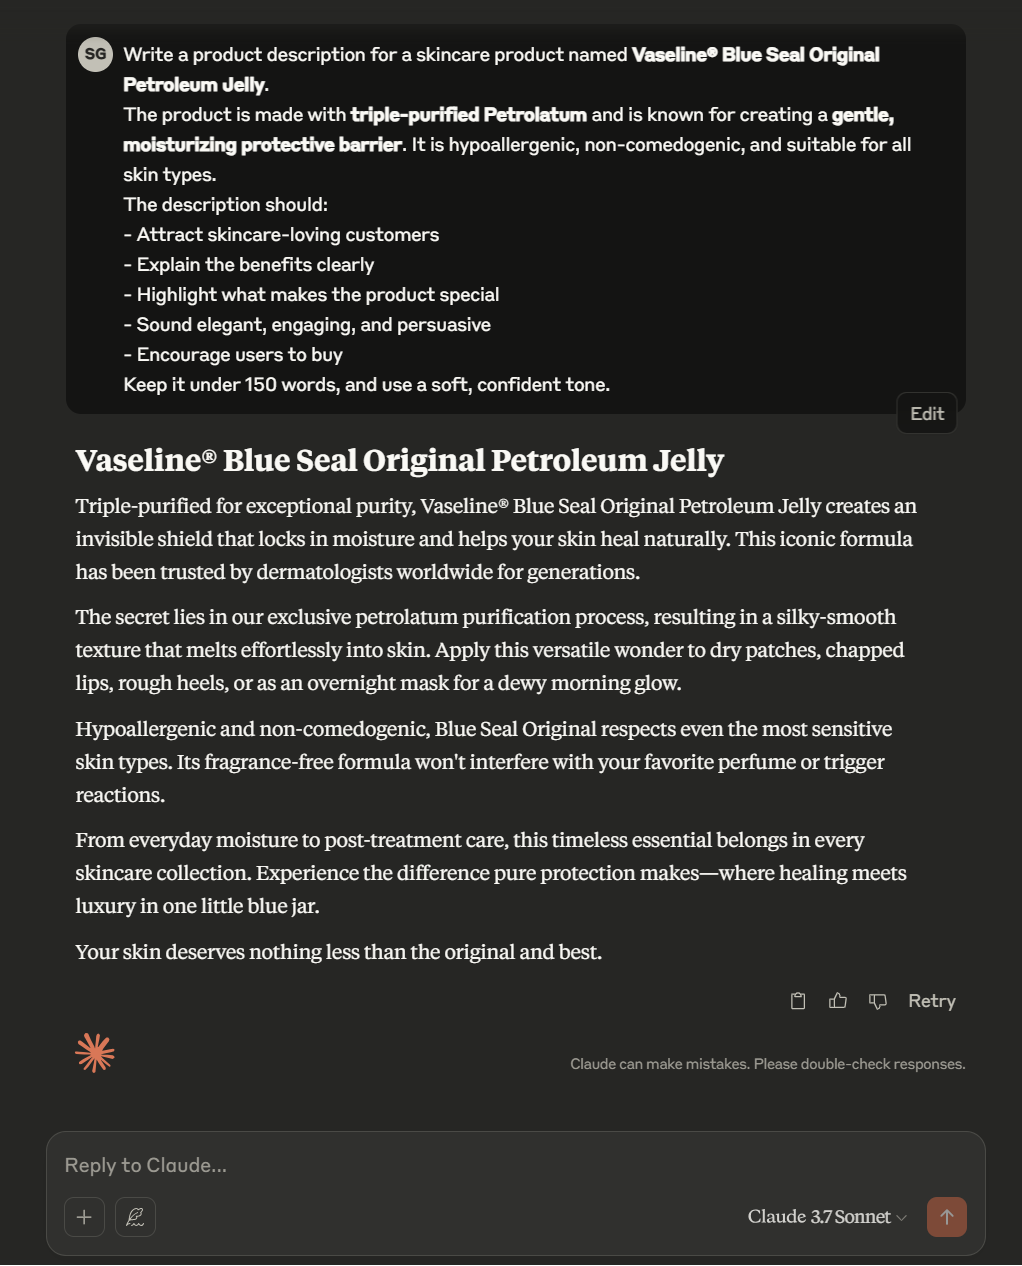 SG
Write a product description for a skincare product named Vaseline® Blue Seal Original
Petroleum Jelly.
The product is made with triple-purified Petrolatum and is known for creating a gentle,
moisturizing protective barrier. It is hypoallergenic, non-comedogenic, and suitable for all
skin types.
The description should:
- Attract skincare-loving customers
- Explain the benefits clearly
- Highlight what makes the product special
- Sound elegant, engaging, and persuasive
- Encourage users to buy
Keep it under 150 words, and use a soft, confident tone.
Edit
Vaseline® Blue Seal Original Petroleum Jelly
Triple-purified for exceptional purity, Vaseline® Blue Seal Original Petroleum Jelly creates an
invisible shield that locks in moisture and helps your skin heal naturally. This iconic formula
has been trusted by dermatologists worldwide for generations.
The secret lies in our exclusive petrolatum purification process, resulting in a silky-smooth
texture that melts effortlessly into skin. Apply this versatile wonder to dry patches, chapped
lips, rough heels, or as an overnight mask for a dewy morning glow.
Hypoallergenic and non-comedogenic, Blue Seal Original respects even the most sensitive
skin types. Its fragrance-free formula won't interfere with your favorite perfume or trigger
reactions.
From everyday moisture to post-treatment care, this timeless essential belongs in every
skincare collection. Experience the difference pure protection makes—where healing meets
luxury in one little blue jar.
Your skin deserves nothing less than the original and best.
Retry
Claude can make mistakes. Please double-check responses.
Reply to Claude...
Claude 3.7 Sonnet